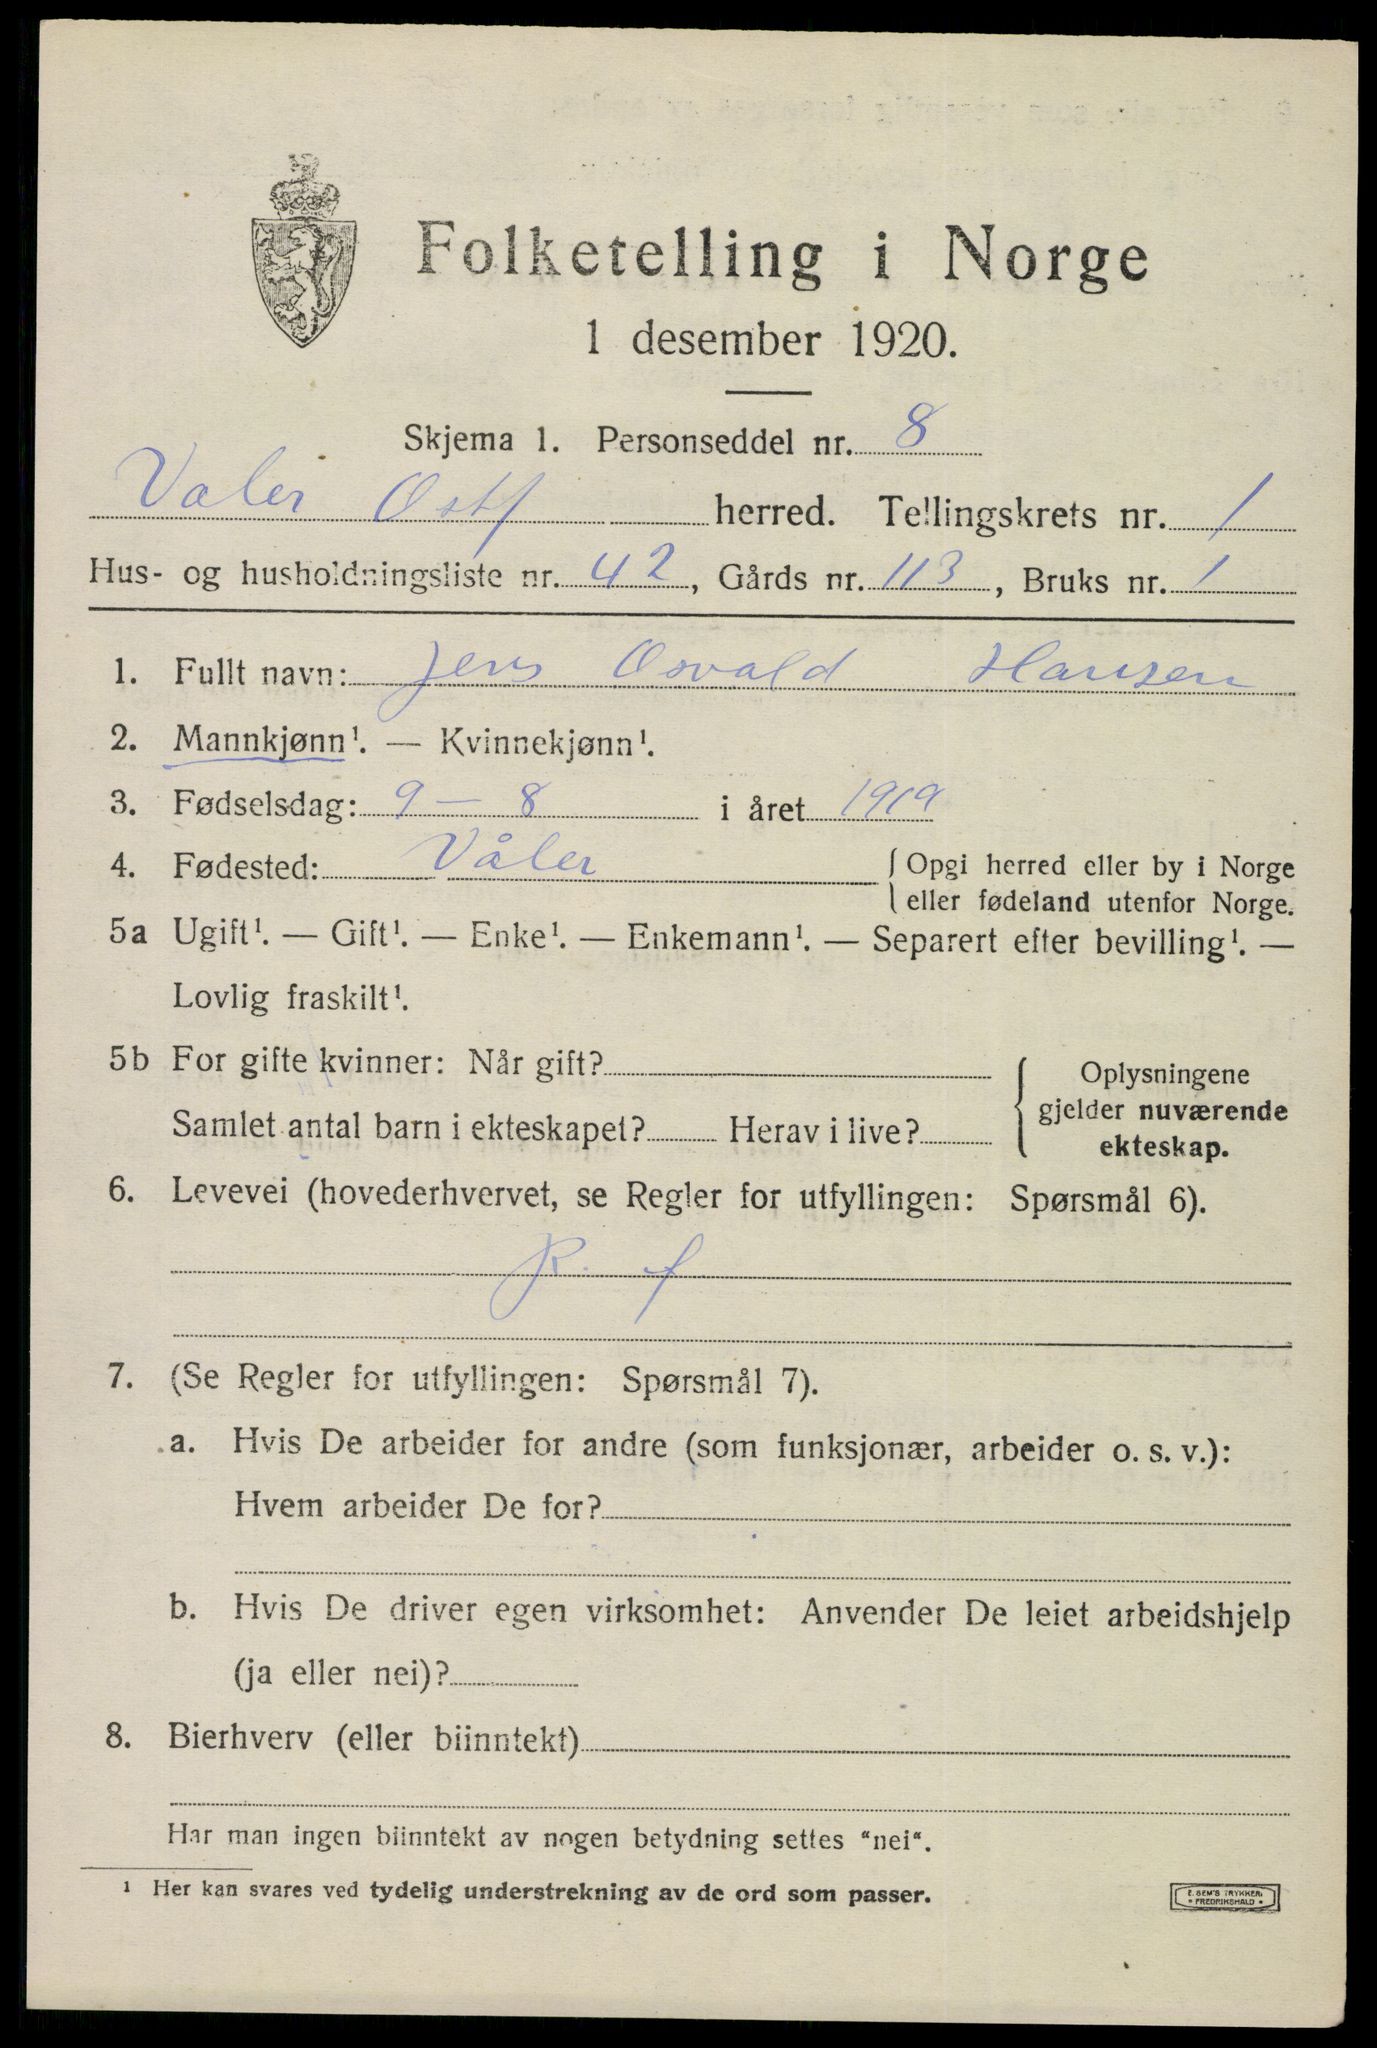 Folketelling i Norge
1 desember 1920.
Skjema 1. Personseddel nr. 8
Våler Østf herred. Tellingskrets nr. 1
Hus- og husholdningsliste nr. 42, Gårds nr. 113, Bruks nr. 1
1. Fullt navn: Jens Osvald Hansen
2. Mannkjønn¹. — Kvinnekjønn¹.
3. Fødselsdag: 9 – 8 i året 1919
4. Fødested: Våler { Opgi herred eller by i Norge
eller fødeland utenfor Norge.
5a Ugift¹. — Gift¹. — Enke¹. — Enkemann¹. — Separert efter bevilling¹. —
Lovlig fraskilt¹.
5b For gifte kvinner: Når gift?
Samlet antal barn i ekteskapet? Herav i live?
Oplysningene
gjelder nuværende
ekteskap.
6. Levevei (hovederhvervet, se Regler for utfyllingen: Spørsmål 6).
f
7. (Se Regler for utfyllingen: Spørsmål 7).
a. Hvis De arbeider for andre (som funksjonær, arbeider o. s. v.):
Hvem arbeider De for?
b. Hvis De driver egen virksomhet: Anvender De leiet arbeidshjelp
(ja eller nei)?
8. Bierhverv (eller biinntekt)
Har man ingen biinntekt av nogen betydning settes "nei".
¹ Her kan svares ved tydelig understrekning av de ord som passer.
E. SEM'S TRYKKERI
• FREDRIKSHALD •